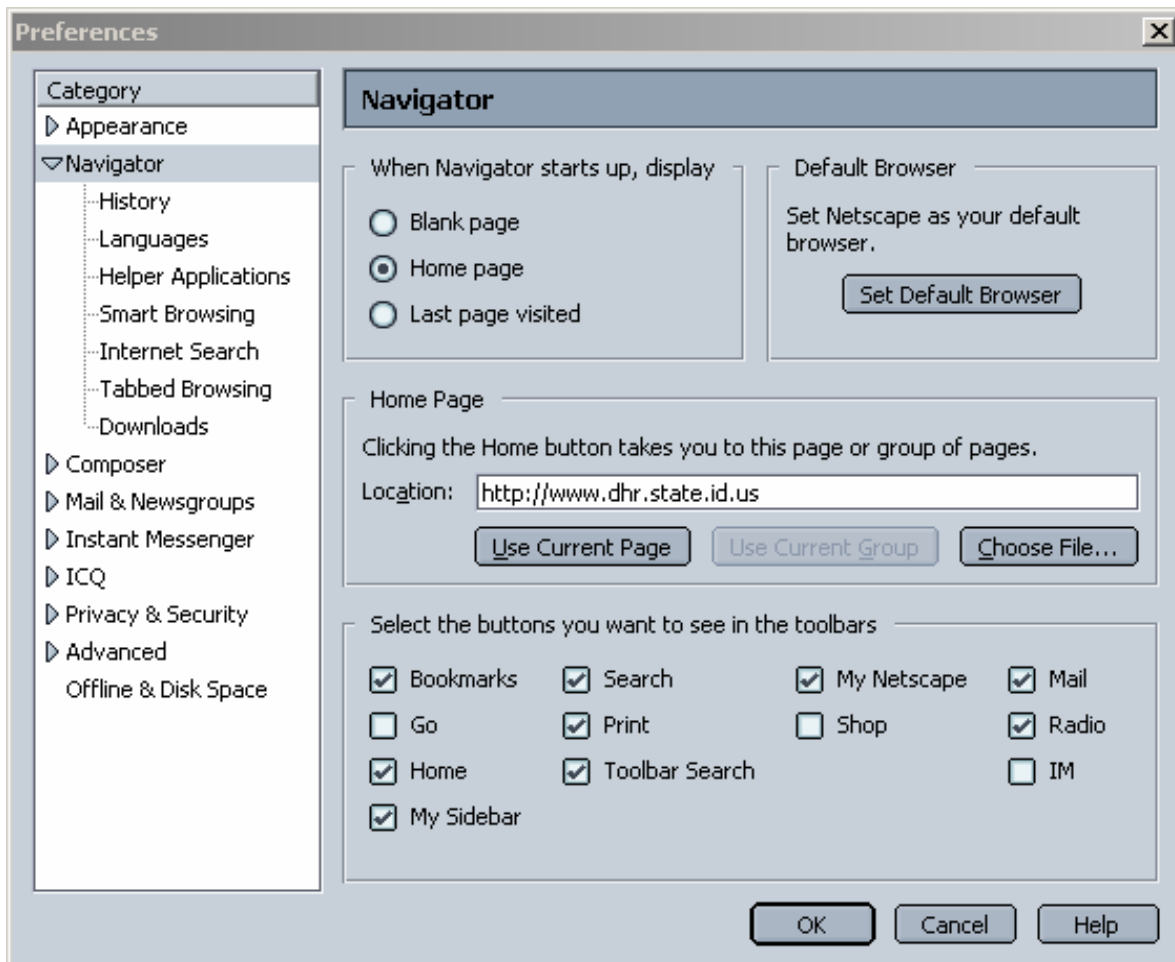 Preferences
Category
Appearance
Navigator
History
Languages
Helper Applications
Smart Browsing
Internet Search
Tabbed Browsing
Downloads
Composer
Mail & Newsgroups
Instant Messenger
ICQ
Privacy & Security
Advanced
Offline & Disk Space
Navigator
When Navigator starts up, display
Blank page
Home page
Last page visited
Default Browser
Set Netscape as your default
browser.
Set Default Browser
Home Page
Clicking the Home button takes you to this page or group of pages.
Location: http://www.dhr.state.id.us
Use Current Page Use Current Group Choose File...
Select the buttons you want to see in the toolbars
Bookmarks Search My Netscape Mail
Go Print Shop Radio
Home Toolbar Search IM
My Sidebar
OK Cancel Help